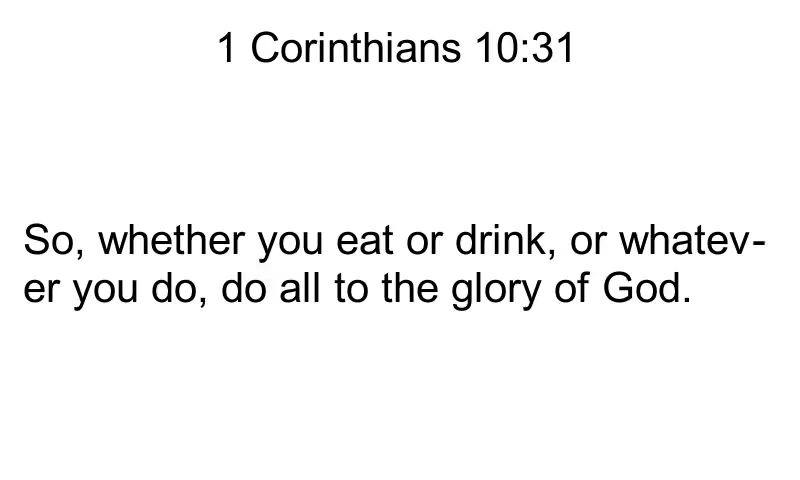 1 Corinthians 10:31
So, whether you eat or drink, or whatev-
er you do, do all to the glory of God.